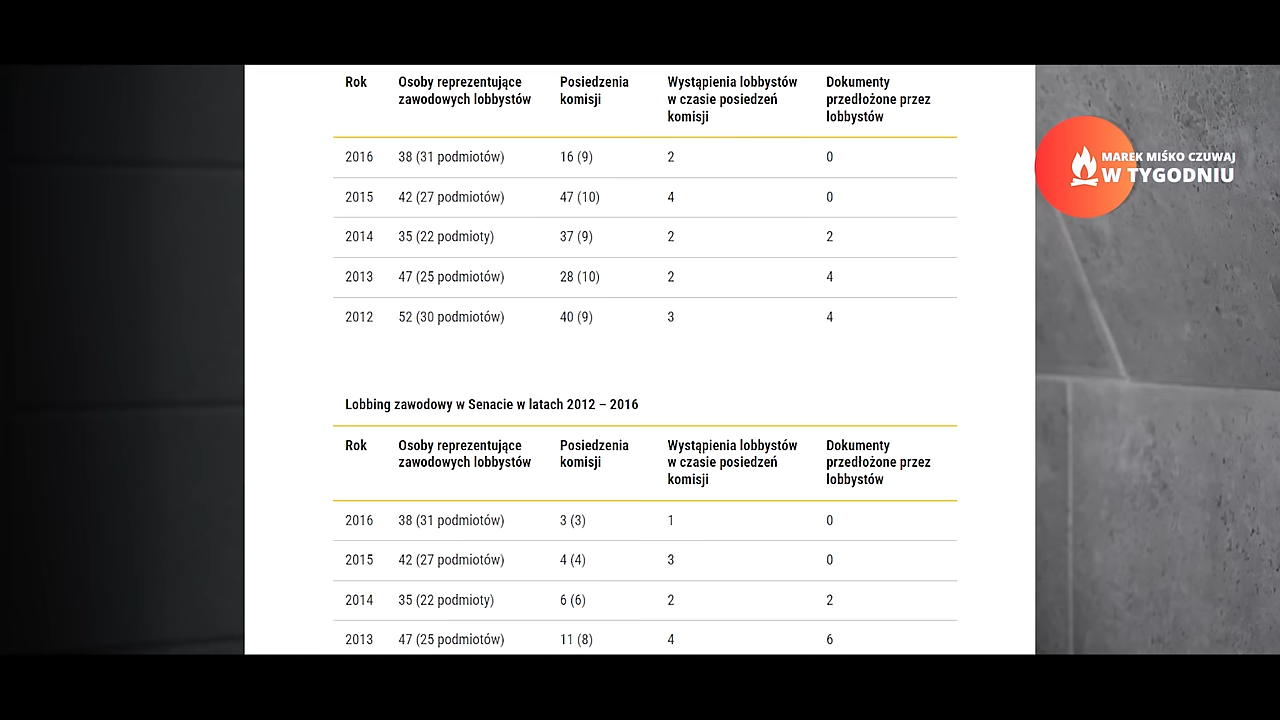 Rok Osoby reprezentujące zawodowych lobbystów Posiedzenia komisji Wystąpienia lobbystów w czasie posiedzeń komisji Dokumenty przedłożone przez lobbystów
2016 38 (31 podmiotów) 16 (9) 2 0
2015 42 (27 podmiotów) 47 (10) 4 0
2014 35 (22 podmioty) 37 (9) 2 2
2013 47 (25 podmiotów) 28 (10) 2 4
2012 52 (30 podmiotów) 40 (9) 3 4
Lobbing zawodowy w Senacie w latach 2012 – 2016
Rok Osoby reprezentujące zawodowych lobbystów Posiedzenia komisji Wystąpienia lobbystów w czasie posiedzeń komisji Dokumenty przedłożone przez lobbystów
2016 38 (31 podmiotów) 3 (3) 1 0
2015 42 (27 podmiotów) 4 (4) 3 0
2014 35 (22 podmioty) 6 (6) 2 2
2013 47 (25 podmiotów) 11 (8) 4 6
MAREK MIŚKO CZUWAJ
W TYGODNIU